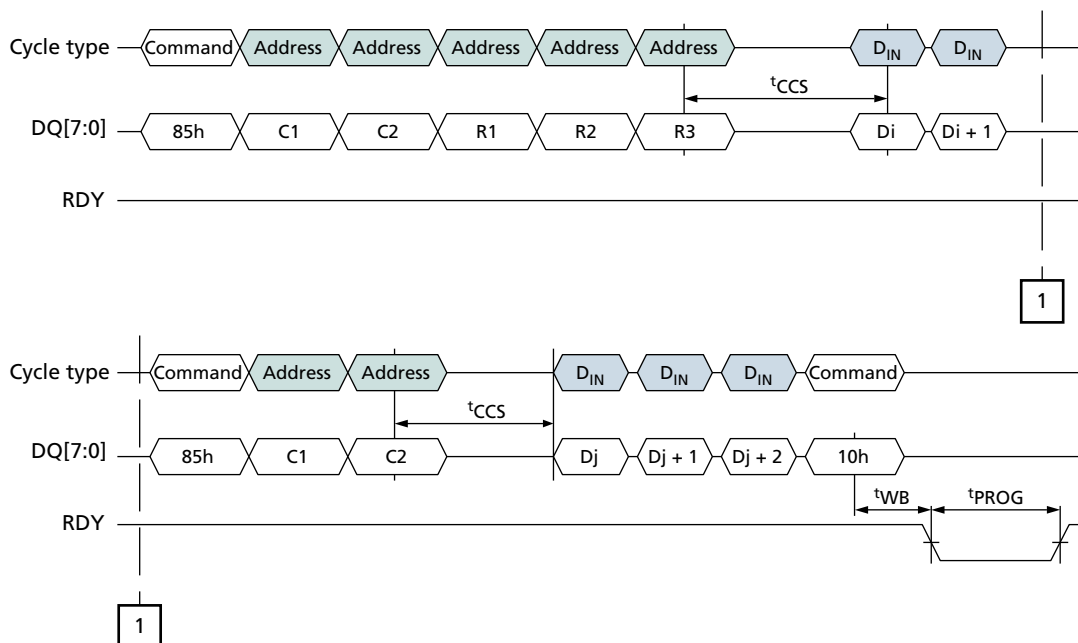 Cycle type Command Address Address Address Address Address DIN DIN
tCCS
DQ[7:0] 85h C1 C2 R1 R2 R3 Di Di + 1
RDY
1
Cycle type Command Address Address DIN DIN DIN Command
tCCS
DQ[7:0] 85h C1 C2 Dj Dj + 1 Dj + 2 10h
tWB tPROG
RDY
1